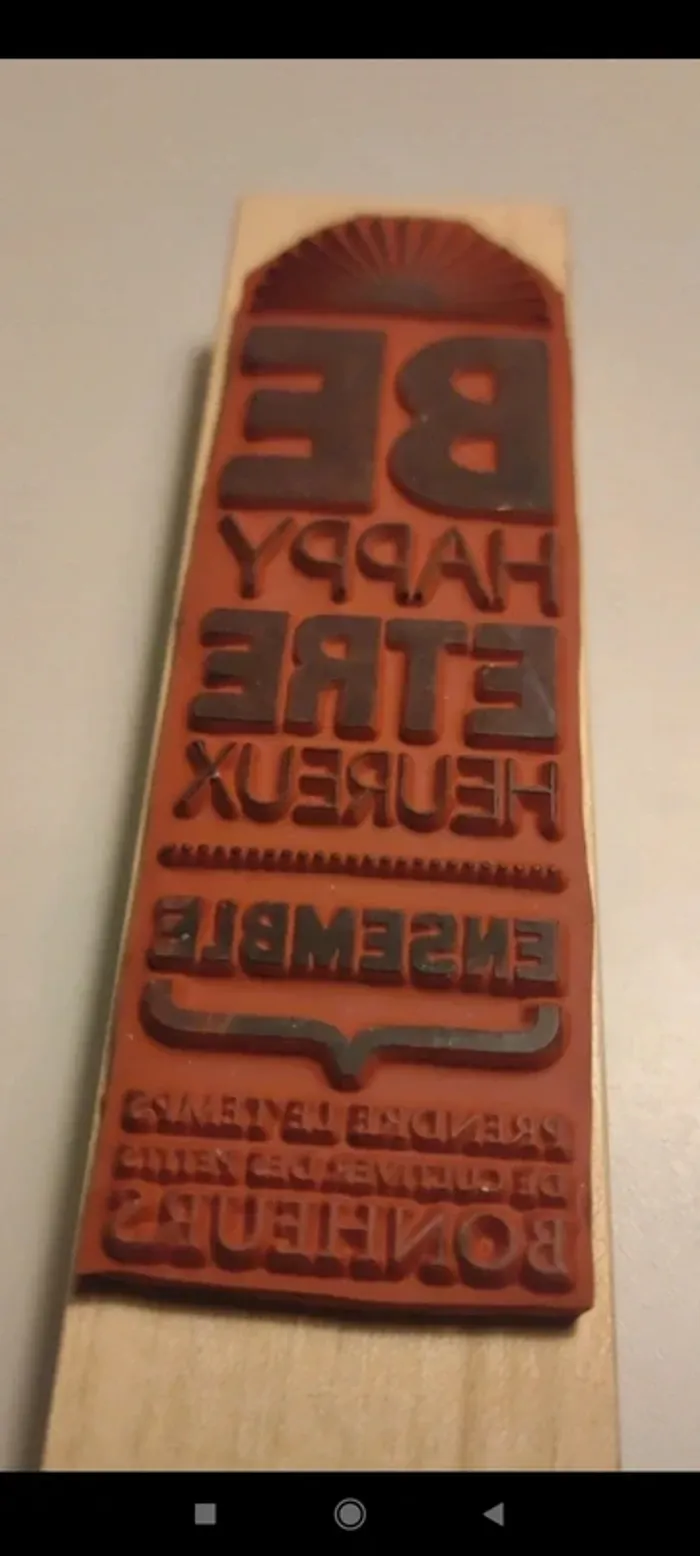 BE
HAPPY
ETRE
HEUREUX
ENSEMBLE
PRENDRE LE TEMPS
DE CULTIVER DES PETITS
BONHEURS